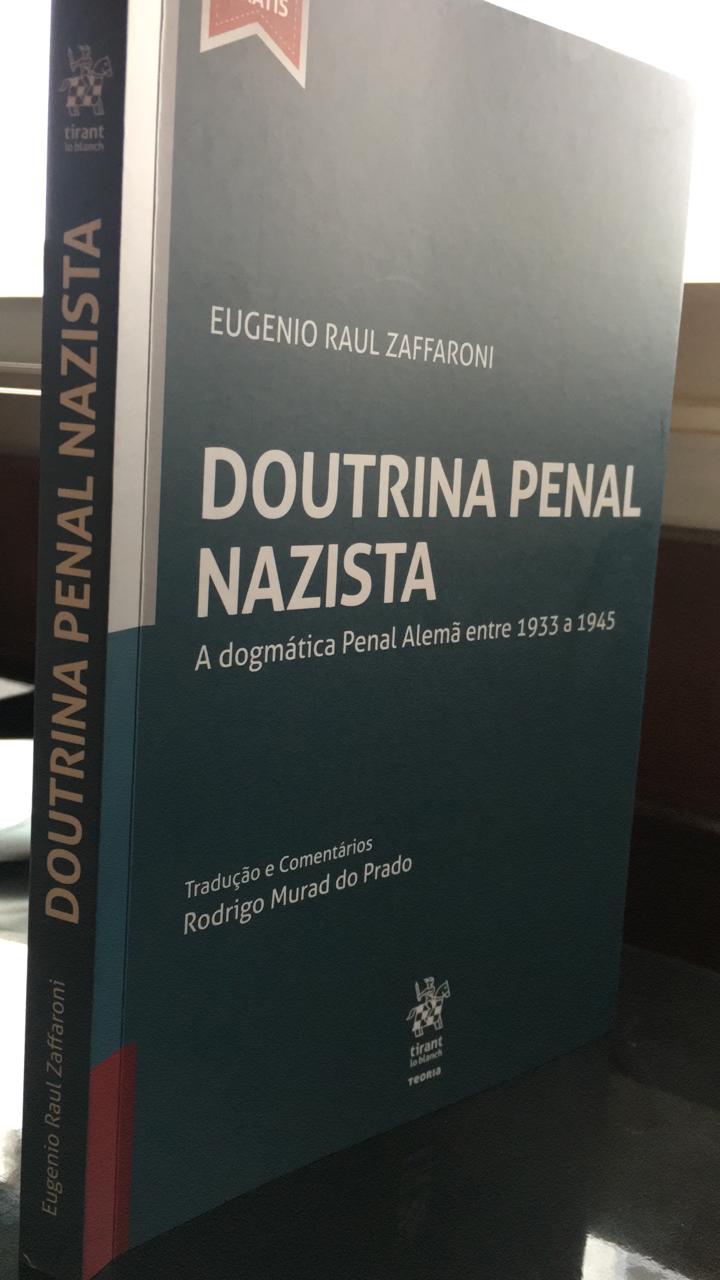 tirant
lo blanch
DOUTRINA PENAL NAZISTA
Eugenio Raul Zaffaroni
EUGENIO RAUL ZAFFARONI
DOUTRINA PENAL
NAZISTA
A dogmática Penal Alemã entre 1933 a 1945
Tradução e Comentários
Rodrigo Murad do Prado
tirant
lo blanch
TEORIA